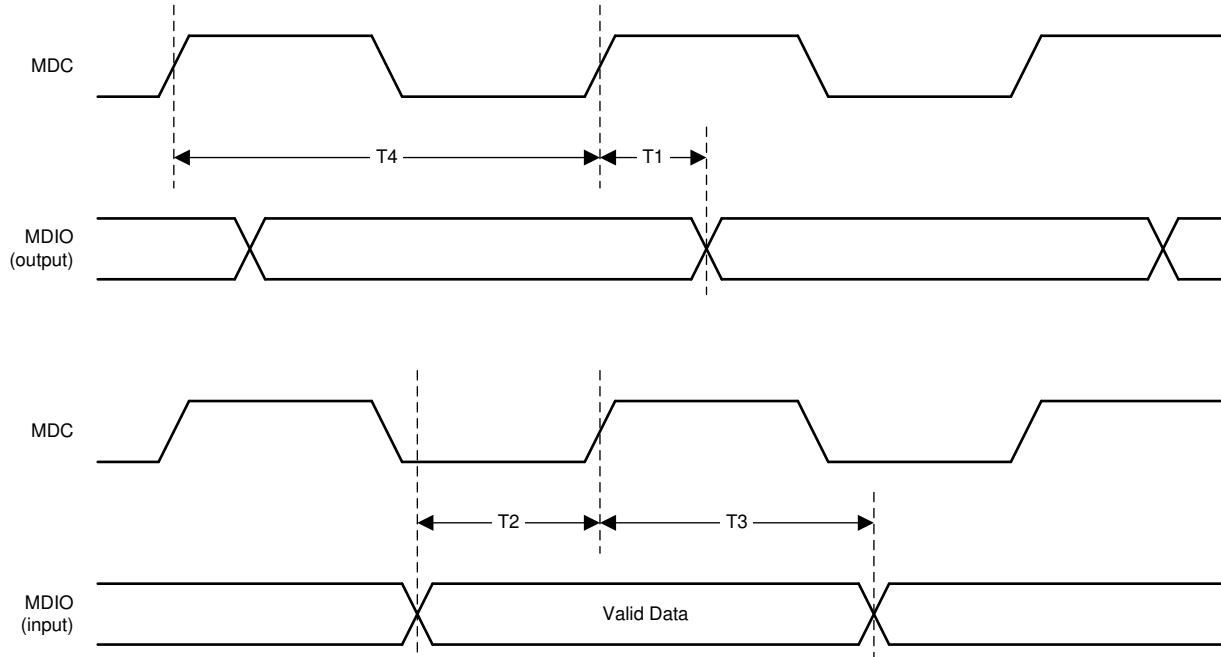 MDC
T4
T1
MDIO
(output)
MDC
T2
T3
MDIO
(input)
Valid Data